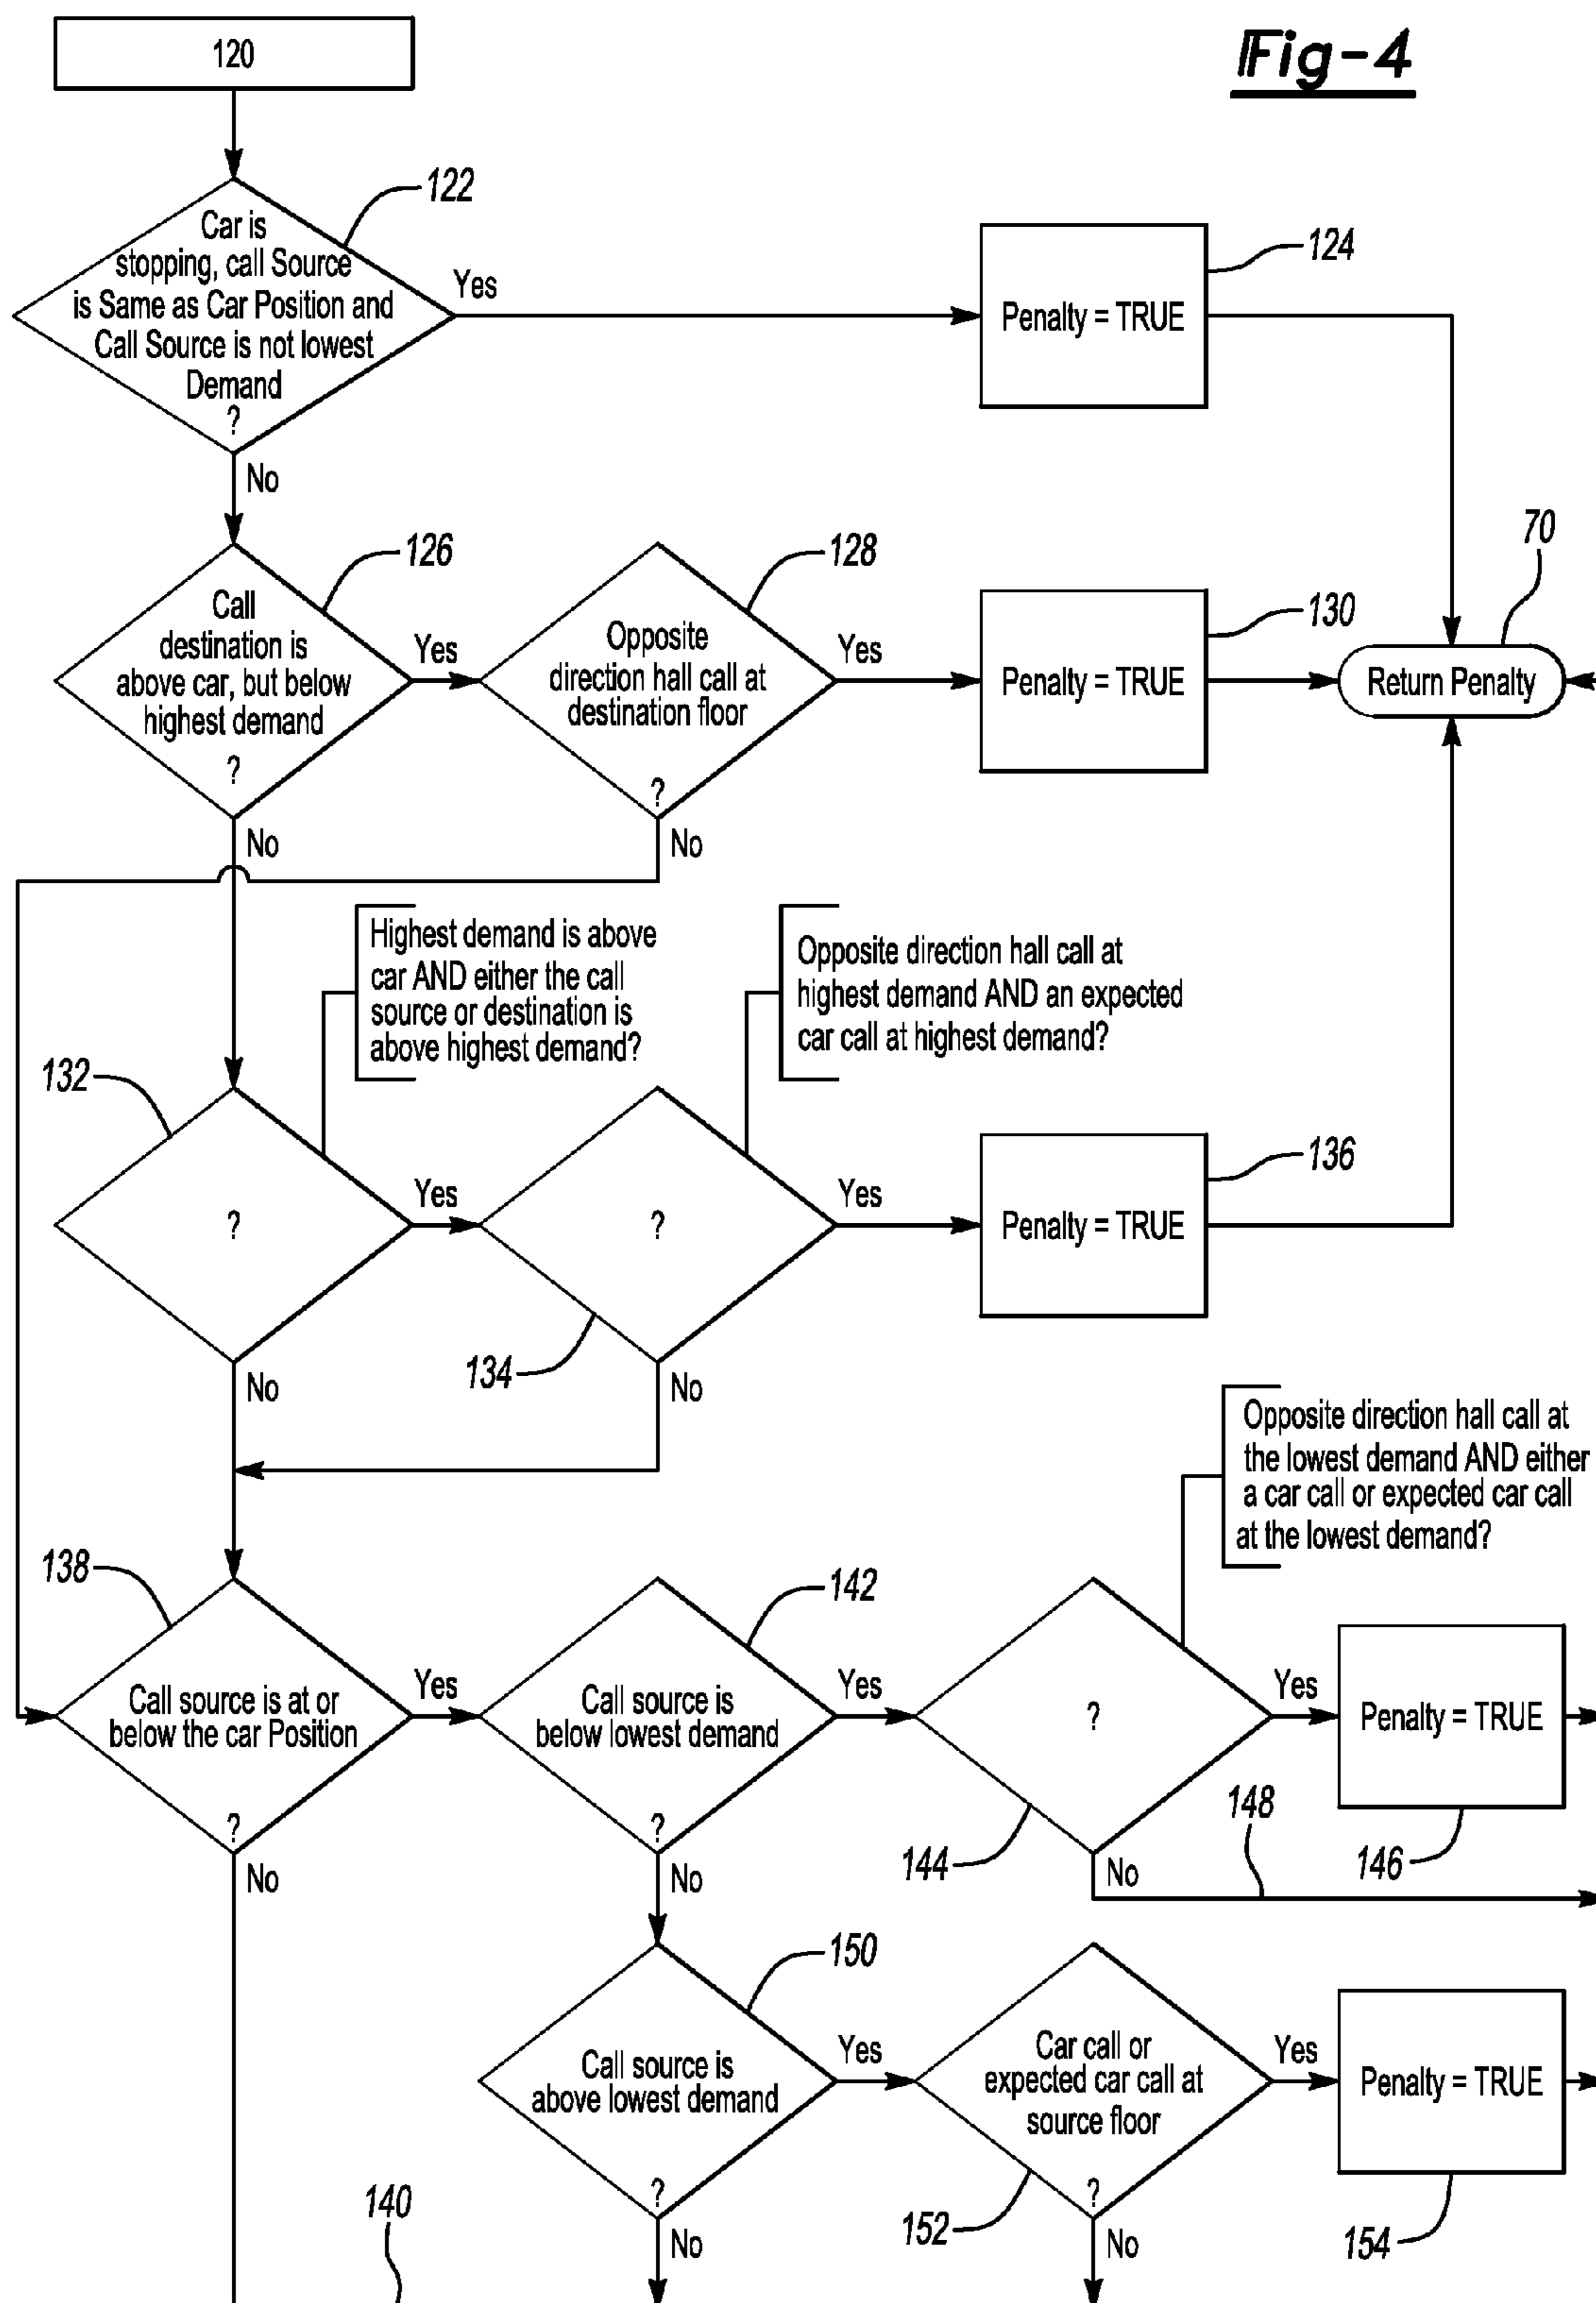 120
Fig-4
122
Car is
stopping, call Source
is Same as Car Position and
Call Source is not lowest
Demand
?
Yes
No
Penalty = TRUE
124
126
Call
destination is
above car, but below
highest demand
?
Yes
No
128
Opposite
direction hall call at
destination floor
?
Yes
No
130
Penalty = TRUE
70
Return Penalty
Highest demand is above
car AND either the call
source or destination is
above highest demand?
Opposite direction hall call at
highest demand AND an expected
car call at highest demand?
132
?
Yes
No
134
?
Yes
No
136
Penalty = TRUE
Opposite direction hall call at
the lowest demand AND either
a car call or expected car call
at the lowest demand?
138
Call source is at or
below the car Position
?
Yes
No
142
Call source is
below lowest demand
?
Yes
No
144
?
Yes
No
Penalty = TRUE
146
148
150
Call source is
above lowest demand
?
Yes
No
Car call or
expected car call at
source floor
?
152
Yes
No
Penalty = TRUE
154
140